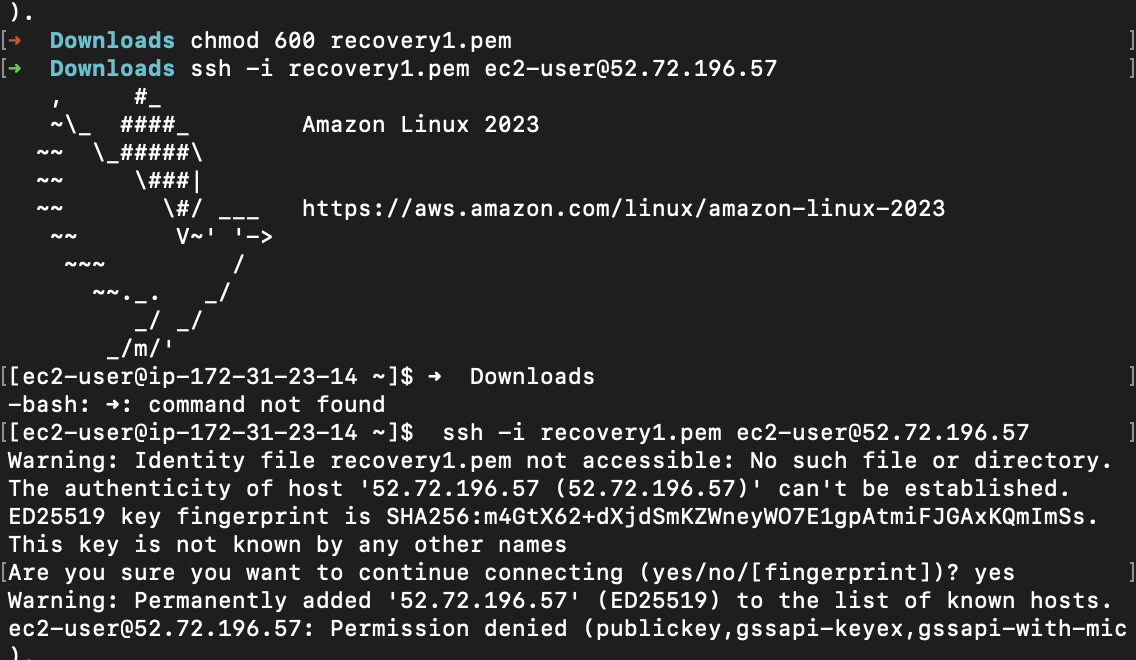 ).
[➜  Downloads chmod 600 recovery1.pem ]
[➜  Downloads ssh -i recovery1.pem ec2-user@52.72.196.57 ]
   ,     #_
   ~\_  ####_          Amazon Linux 2023
  ~~  \_#####\
  ~~     \###|
  ~~       \#/ ___   https://aws.amazon.com/linux/amazon-linux-2023
   ~~       V~' '->
    ~~~         /
      ~~._.   _/
         _/ _/
       _/m/'
[[ec2-user@ip-172-31-23-14 ~]$ ➜  Downloads ]
-bash: ➜: command not found
[[ec2-user@ip-172-31-23-14 ~]$  ssh -i recovery1.pem ec2-user@52.72.196.57 ]
Warning: Identity file recovery1.pem not accessible: No such file or directory.
The authenticity of host '52.72.196.57 (52.72.196.57)' can't be established.
ED25519 key fingerprint is SHA256:m4GtX62+dXjdSmKZWneyWO7E1gpAtmiFJGAxKQmImSs.
This key is not known by any other names
[Are you sure you want to continue connecting (yes/no/[fingerprint])? yes ]
Warning: Permanently added '52.72.196.57' (ED25519) to the list of known hosts.
ec2-user@52.72.196.57: Permission denied (publickey,gssapi-keyex,gssapi-with-mic
).